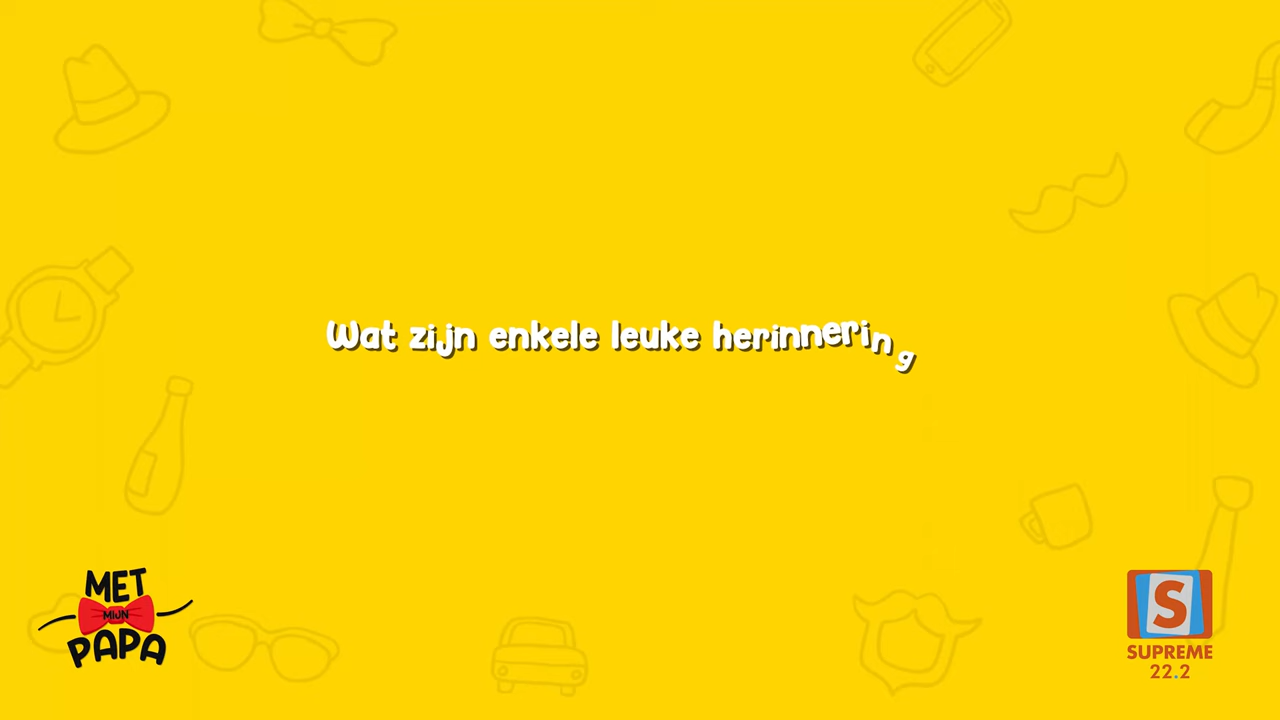 Wat zijn enkele leuke herinnering
MET
MIJN
PAPA
S
SUPREME
22.2